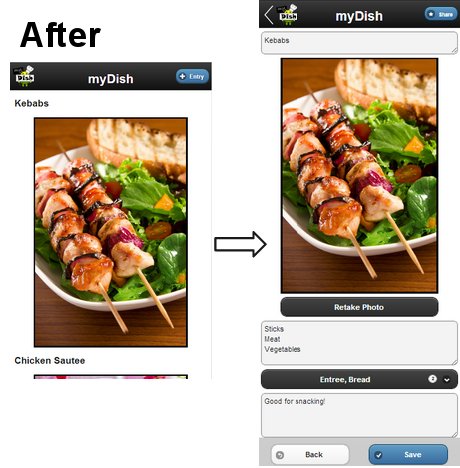 After
Dish
myDish
Entry
Kebabs
Chicken Sautee
Dish
myDish
Share
Kebabs
Retake Photo
Sticks
Meat
Vegetables
Entree, Bread
2
Good for snacking!
Back
Save